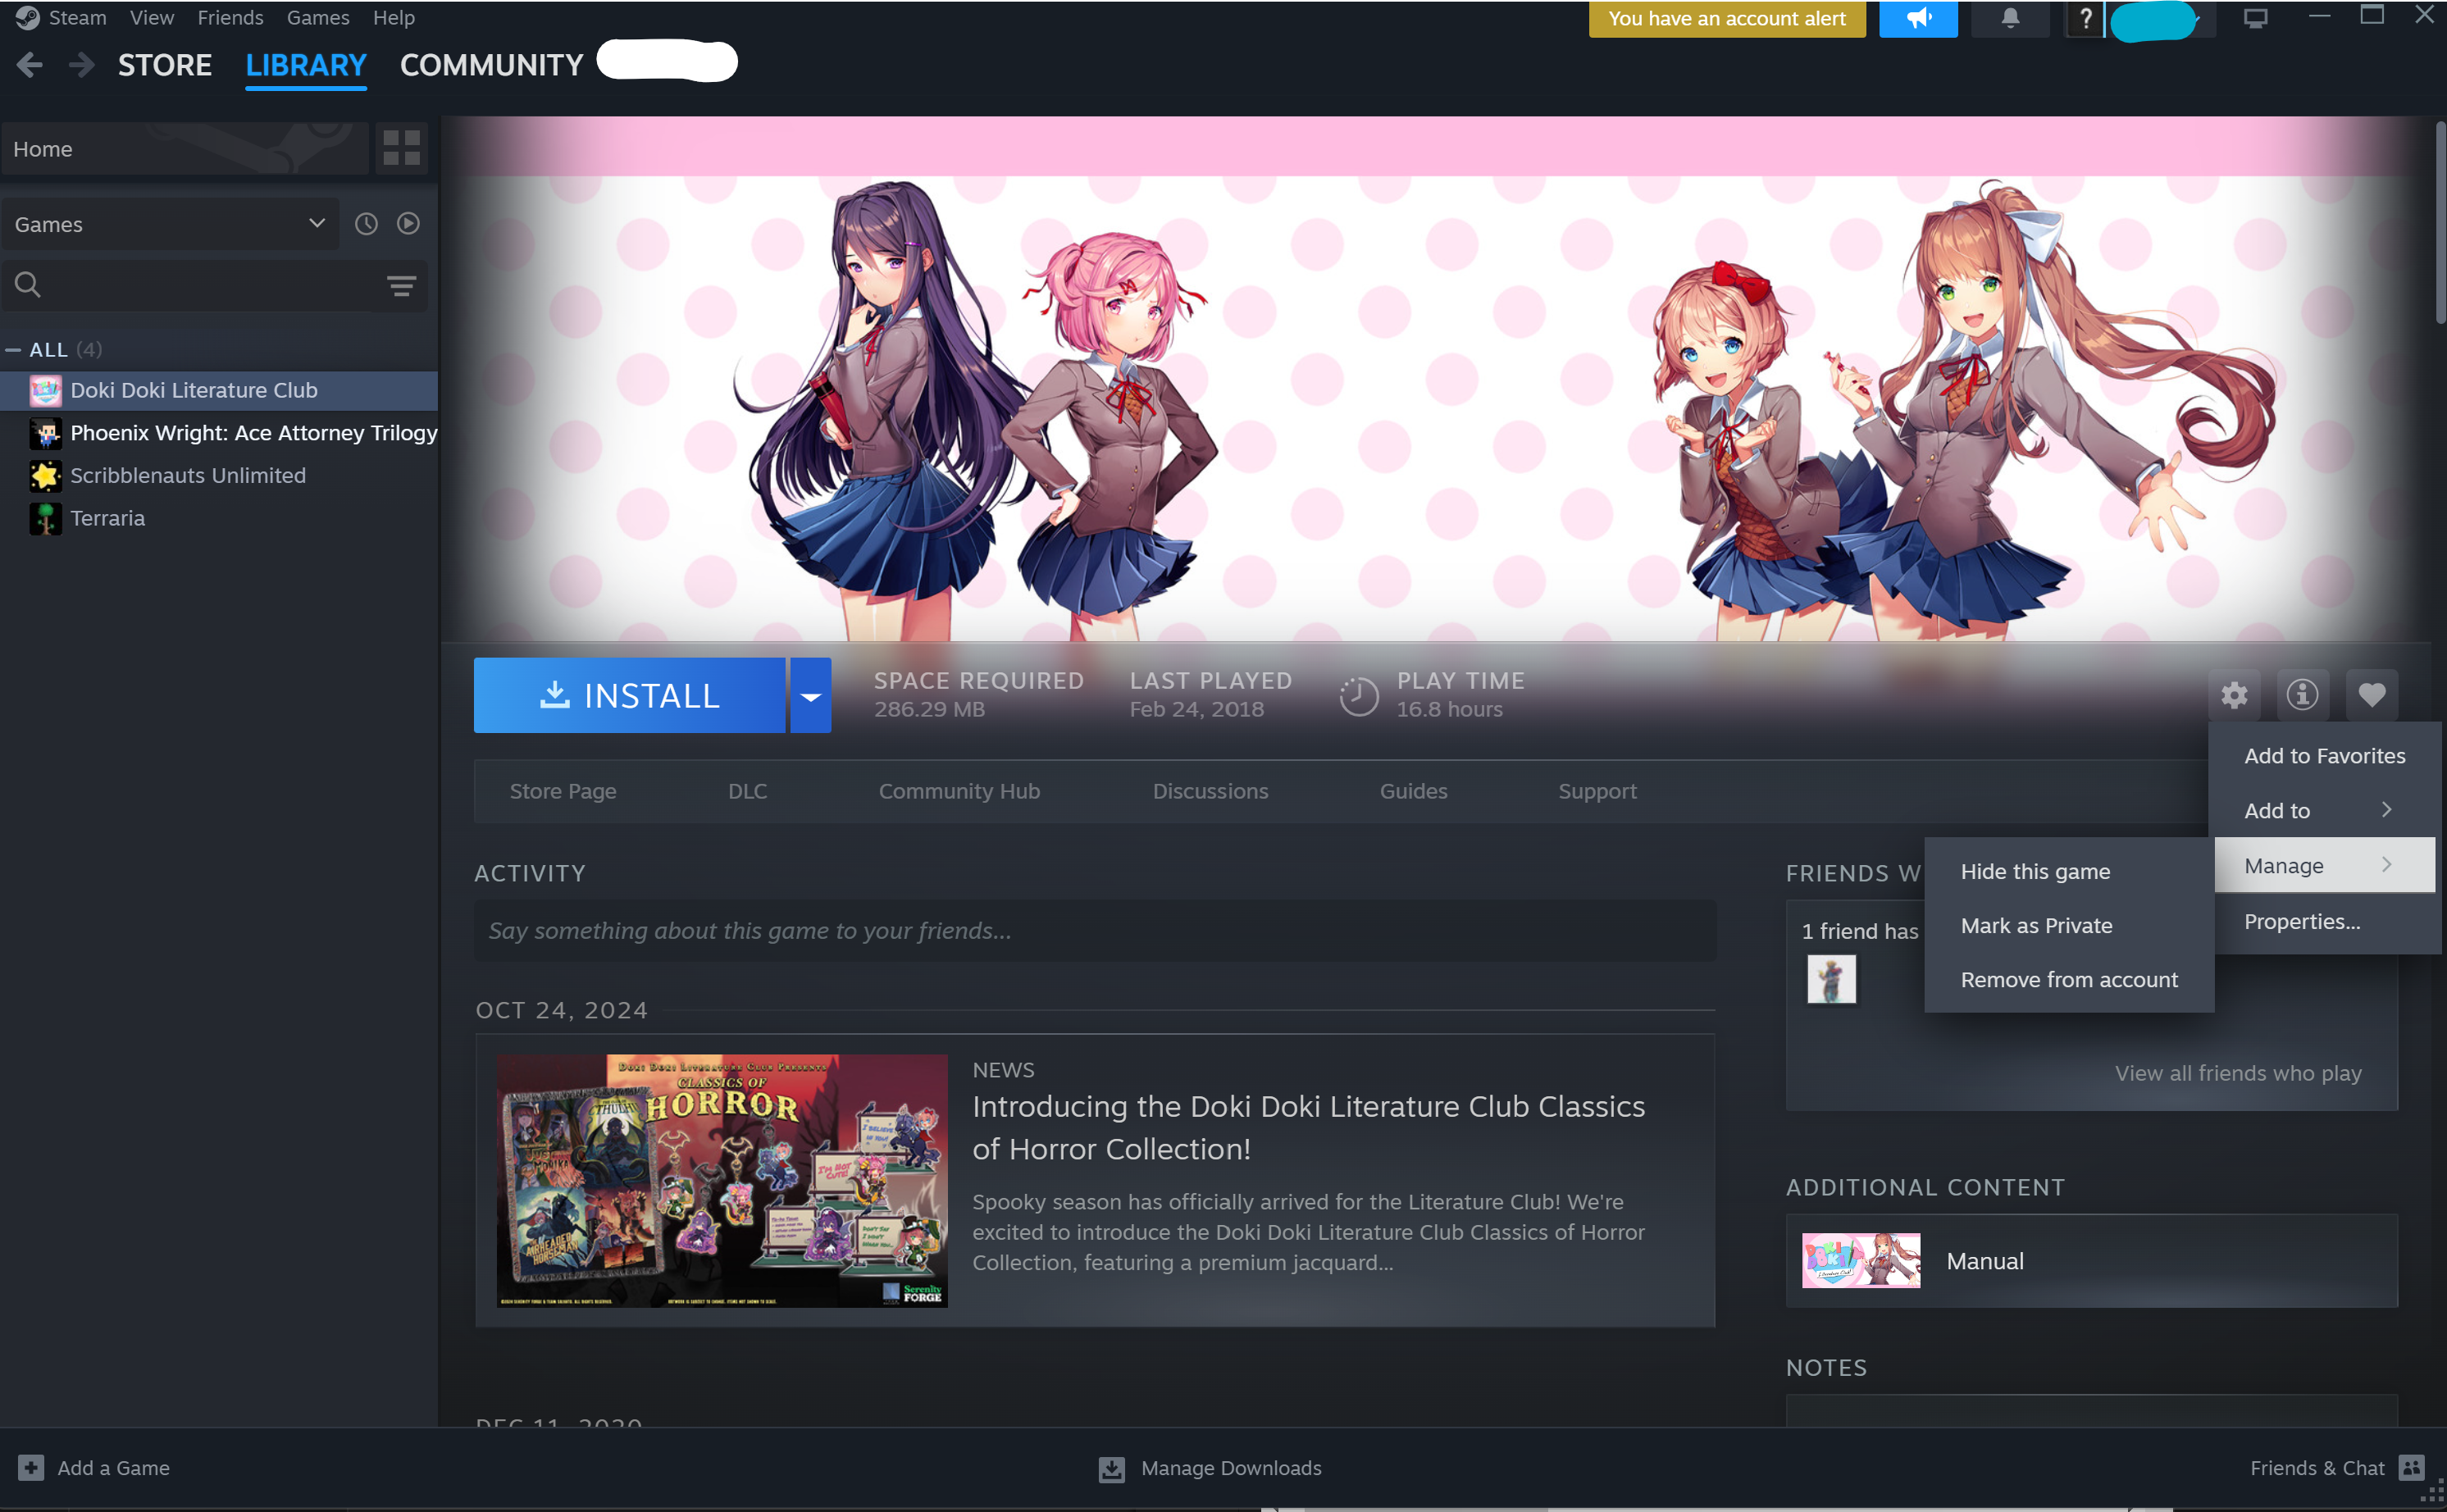 Steam View Friends Games Help
You have an account alert
?
STORE LIBRARY COMMUNITY
Home
Games
ALL (4)
Doki Doki Literature Club
Phoenix Wright: Ace Attorney Trilogy
Scribblenauts Unlimited
Terraria
INSTALL
SPACE REQUIRED
286.29 MB
LAST PLAYED
Feb 24, 2018
PLAY TIME
16.8 hours
Add to Favorites
Add to
Manage
Properties...
Hide this game
Mark as Private
Remove from account
Store Page DLC Community Hub Discussions Guides Support
ACTIVITY
Say something about this game to your friends...
OCT 24, 2024
DOKI DOKI LITERATURE CLUB PRESENTS
CLASSICS OF
HORROR
Serenity
FORGE
NEWS
Introducing the Doki Doki Literature Club Classics
of Horror Collection!
Spooky season has officially arrived for the Literature Club! We're
excited to introduce the Doki Doki Literature Club Classics of Horror
Collection, featuring a premium jacquard...
DEC 11, 2020
FRIENDS W
1 friend has
View all friends who play
ADDITIONAL CONTENT
Manual
NOTES
Add a Game
Manage Downloads
Friends & Chat